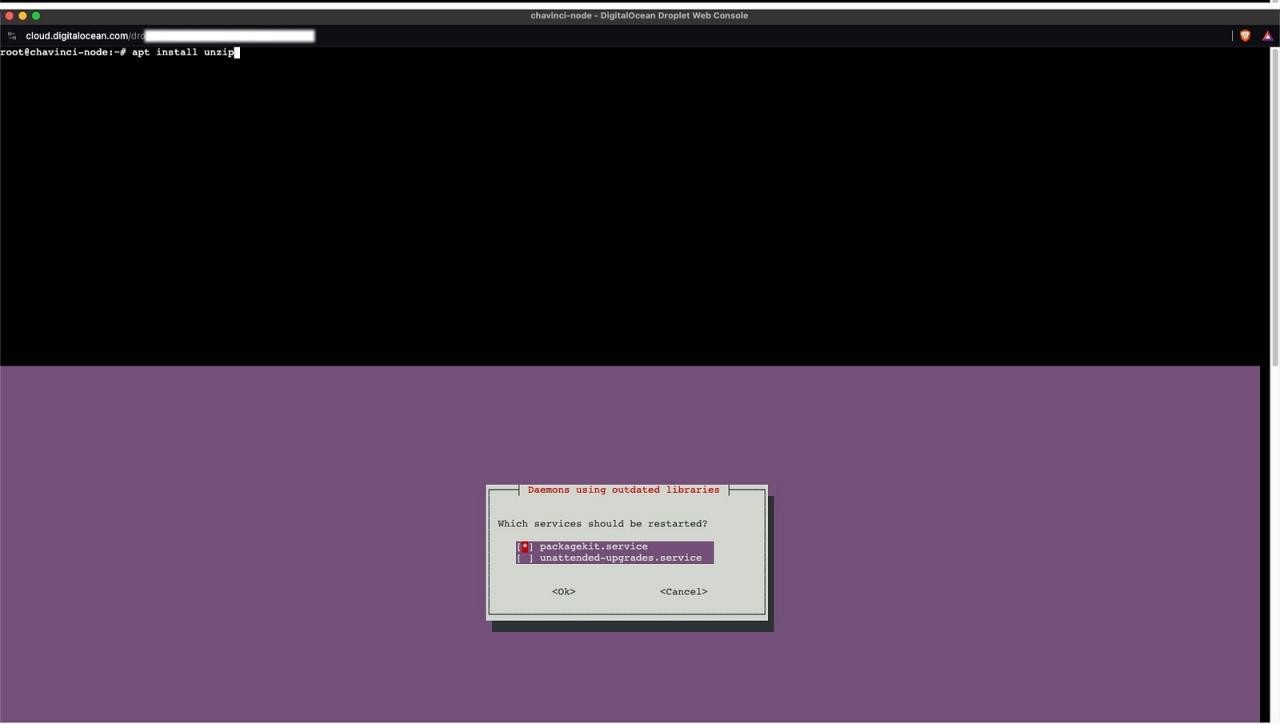 chavinci-node - DigitalOcean Droplet Web Console
cloud.digitalocean.com/dro
root@chavinci-node:~# apt install unzip
Daemons using outdated libraries
Which services should be restarted?
[*] packagekit.service
[ ] unattended-upgrades.service
<Ok> <Cancel>